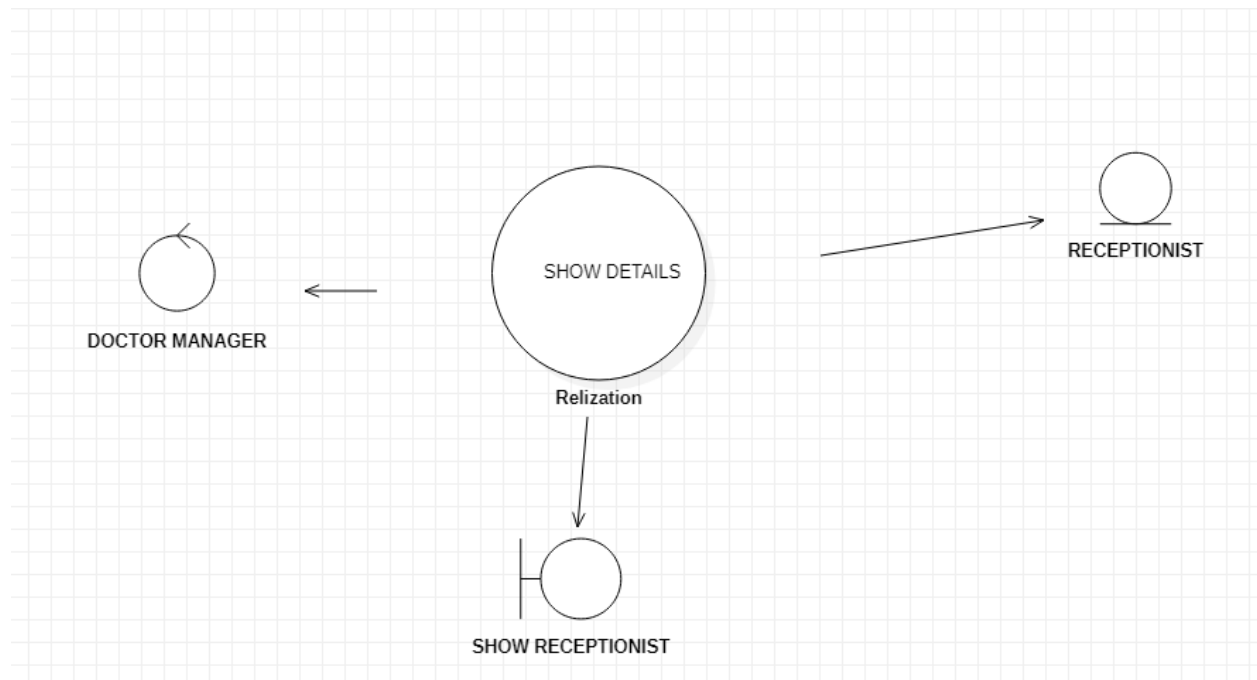 SHOW DETAILS
RECEPTIONIST
DOCTOR MANAGER
Relization
SHOW RECEPTIONIST